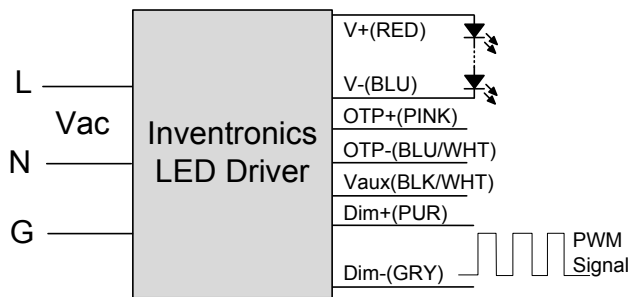 L
Vac
N
G
Inventronics
LED Driver
V+(RED)
V-(BLU)
OTP+(PINK)
OTP-(BLU/WHT)
Vaux(BLK/WHT)
Dim+(PUR)
Dim-(GRY)
PWM
Signal